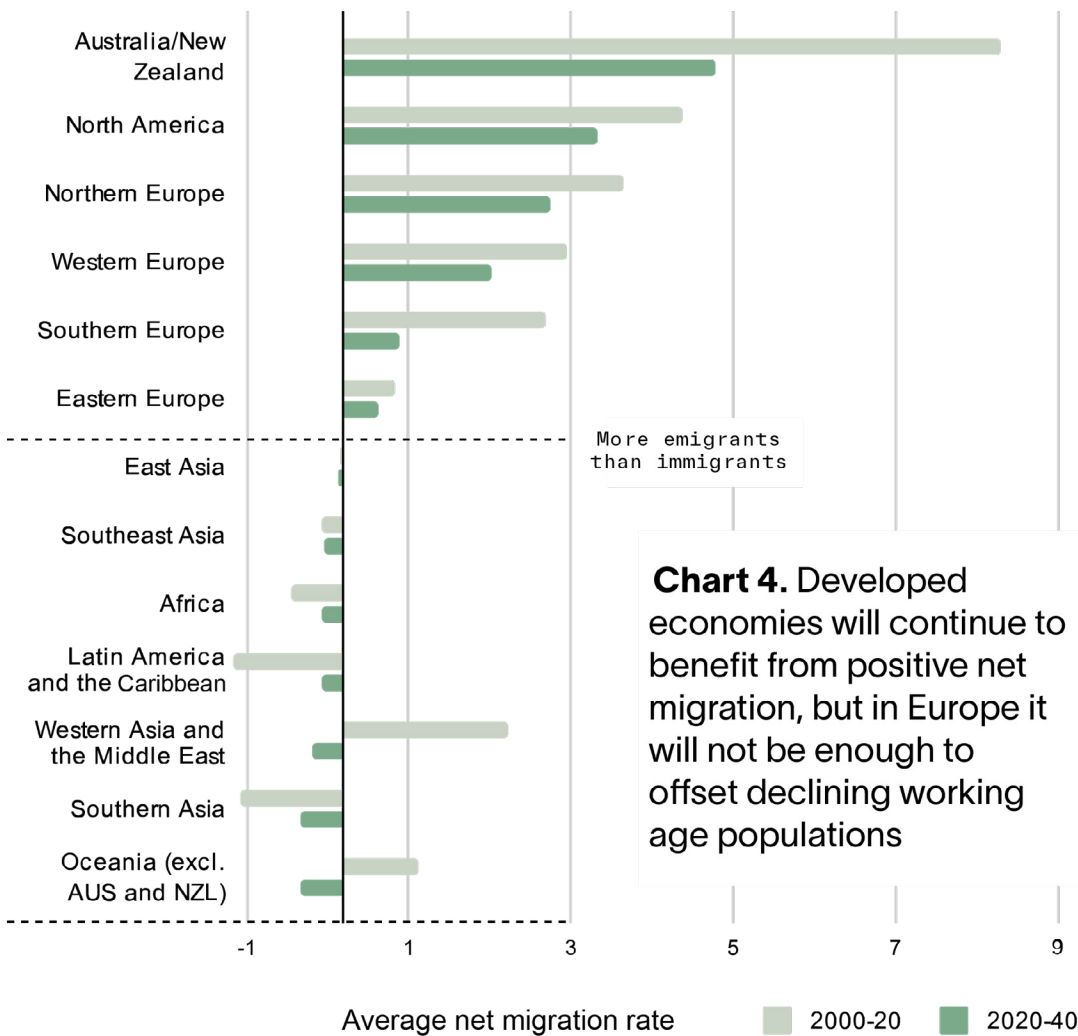 Australia/New
Zealand
North America
Northern Europe
Western Europe
Southern Europe
Eastern Europe
More emigrants
than immigrants
East Asia
Southeast Asia
Africa
Latin America
and the Caribbean
Western Asia and
the Middle East
Southern Asia
Oceania (excl.
AUS and NZL)
Chart 4. Developed
economies will continue to
benefit from positive net
migration, but in Europe it
will not be enough to
offset declining working
age populations
-1 1 3 5 7 9
Average net migration rate 2000-20 2020-40